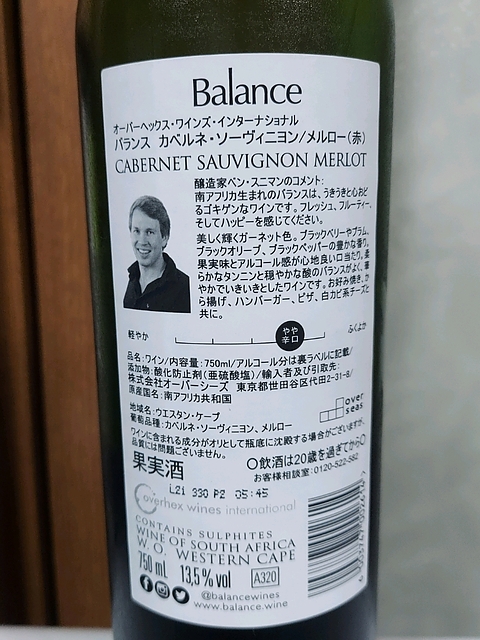 Balance
オーバーヘックス・ワインズ・インターナショナル
バランス カベルネ・ソーヴィニヨン/メルロー(赤)
CABERNET SAUVIGNON MERLOT
醸造家ベン・スニマンのコメント:
南アフリカ生まれのバランスは、うきうきと心おど
るゴキゲンなワインです。フレッシュ、フルーティー、
そしてハッピーを感じてください。
美しく輝くガーネット色。ブラックベリーやプラム、
ブラックオリーブ、ブラックペッパーの豊かな香り。
果実味とアルコール感が心地良い口当たり。柔
らかなタンニンと穏やかな酸のバランスがよく、華
やかでいきいきとしたワインです。お好み焼き、か
ら揚げ、ハンバーガー、ピザ、白カビ系チーズと
共に。
軽やか やや辛口 ふくよか
品名:ワイン/内容量:750ml/アルコール分は裏ラベルに記載/
添加物:酸化防止剤(亜硫酸塩)/輸入者及び引取先:
株式会社オーバーシーズ 東京都世田谷区代田2-31-8/
原産国名:南アフリカ共和国
地域名:ウエスタン・ケープ
葡萄品種:カベルネ・ソーヴィニヨン、メルロー
over
seas
ワインに含まれる成分がオリとして瓶底に沈殿する場合がございますが、
品質には問題ございません。
果実酒
〇飲酒は20歳を過ぎてから〇
お客様相談室:0120-522-582
L21 330 P2 05:45
overhex wines international
CONTAINS SULPHITES
WINE OF SOUTH AFRICA
W.O. WESTERN CAPE
750 ml 13,5% vol A320
@balancewines
www.balance.wine